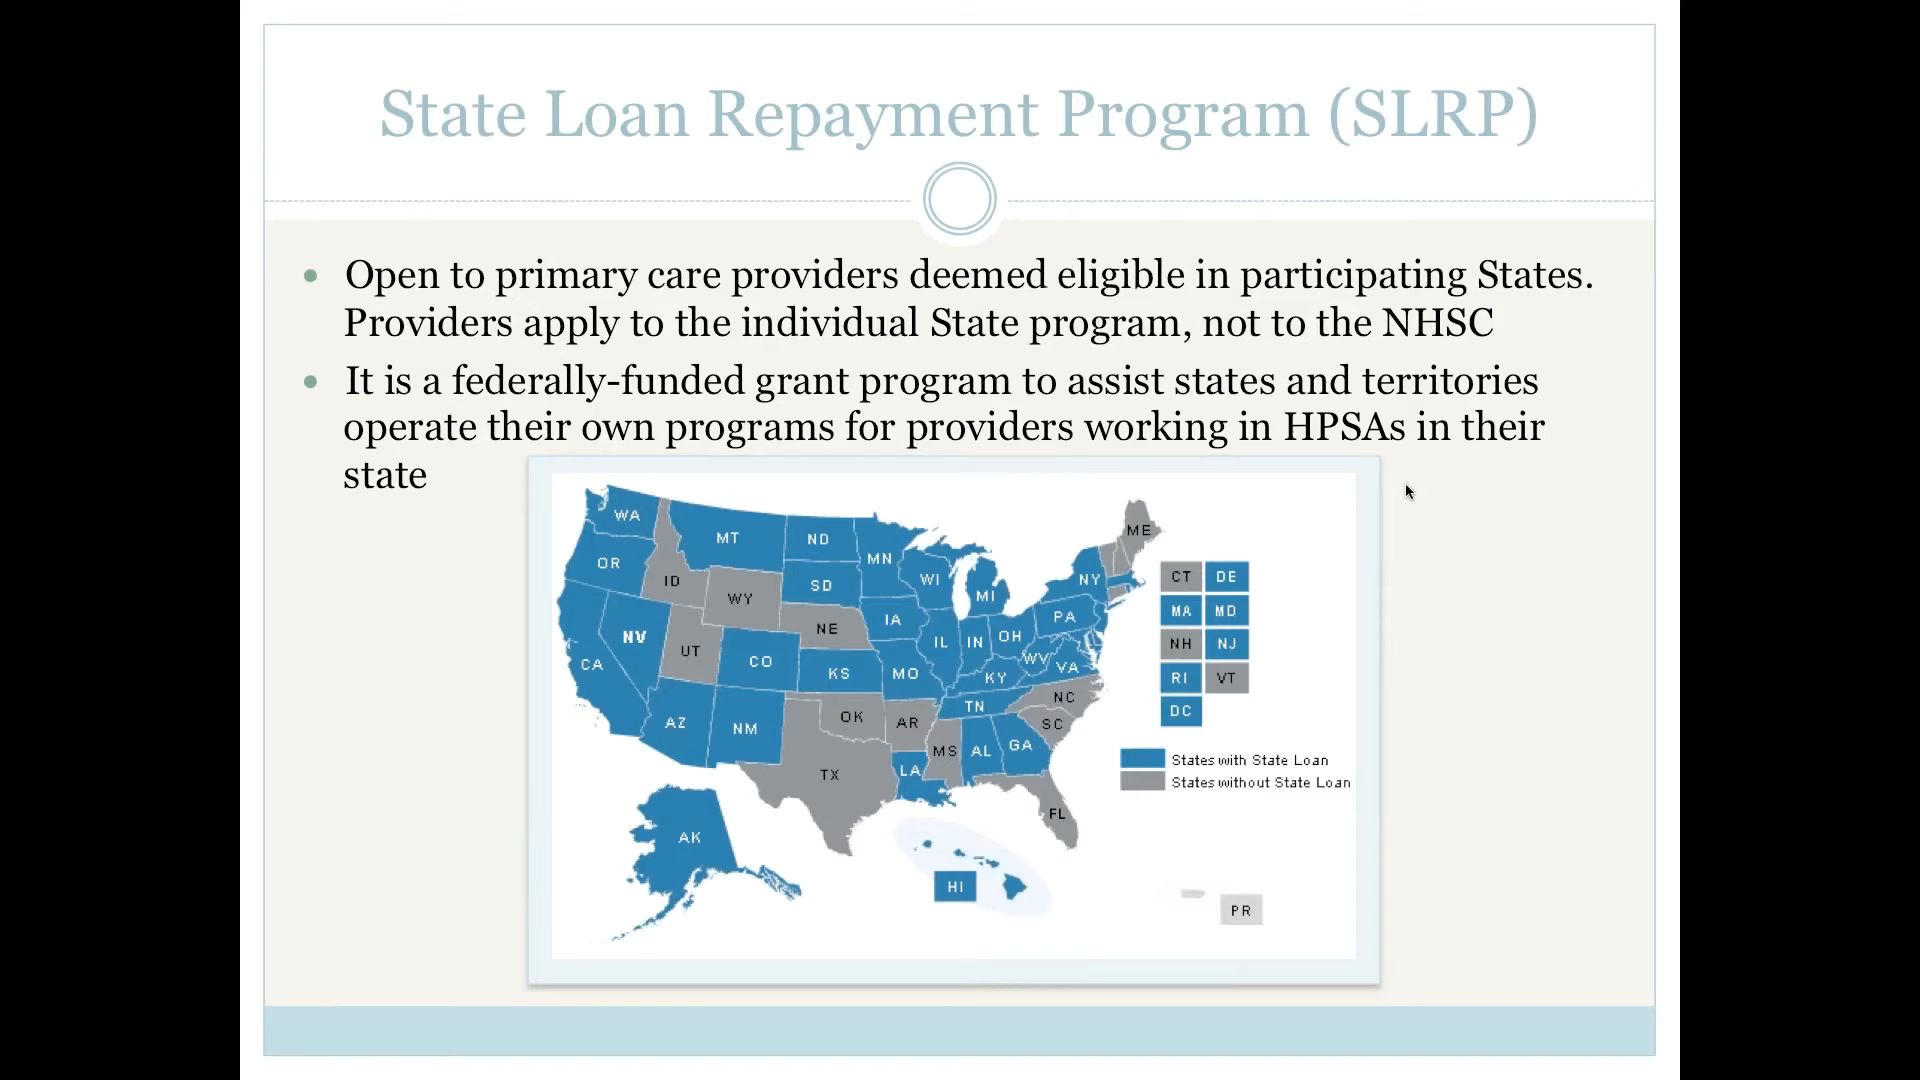 State Loan Repayment Program (SLRP)
• Open to primary care providers deemed eligible in participating States.
Providers apply to the individual State program, not to the NHSC
• It is a federally-funded grant program to assist states and territories
operate their own programs for providers working in HPSAs in their
state
WA
MT
ND
MN
ME
OR
ID
WY
SD
WI
MI
NY
CT DE
NV
UT
NE
IA
IL
IN
OH
PA
MA MD
CA
CO
KS
MO
KY
WV
VA
NH NJ
AZ
NM
OK
AR
TN
NC
SC
RI VT
TX
LA
MS
AL
GA
FL
DC
States with State Loan
States without State Loan
AK
HI
PR